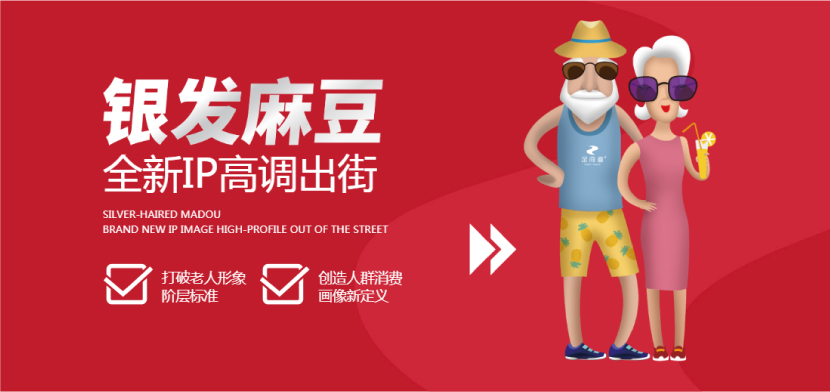 银发麻豆
全新IP高调出街
SILVER-HAIRED MADOU
BRAND NEW IP IMAGE HIGH-PROFILE OUT OF THE STREET
打破老人形象
阶层标准
创造人群消费
画像新定义